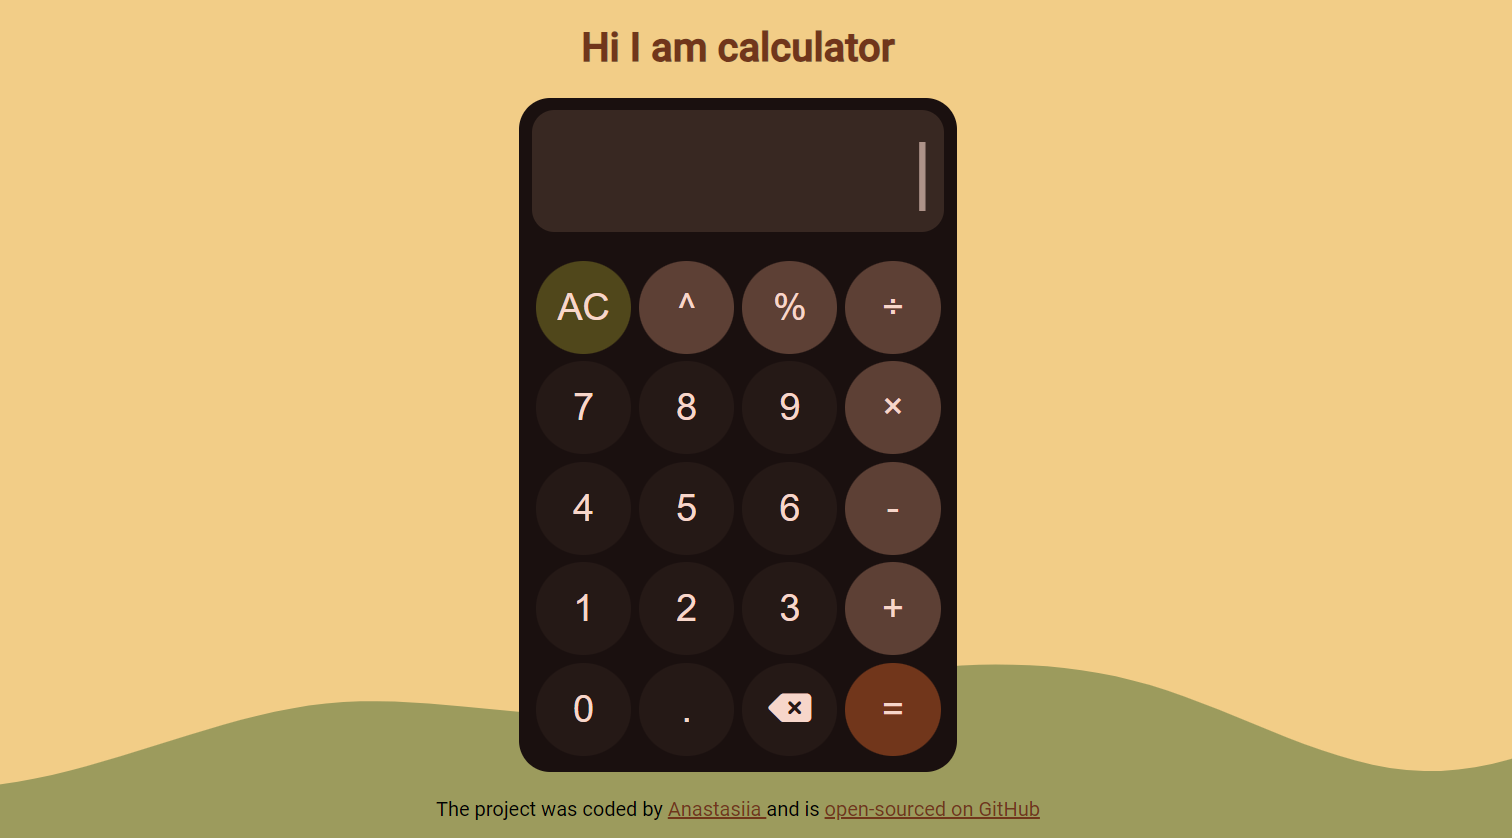 Hi I am calculator
AC ^ % ÷
7 8 9 ×
4 5 6 -
1 2 3 +
0 . =
The project was coded by Anastasiia and is open-sourced on GitHub